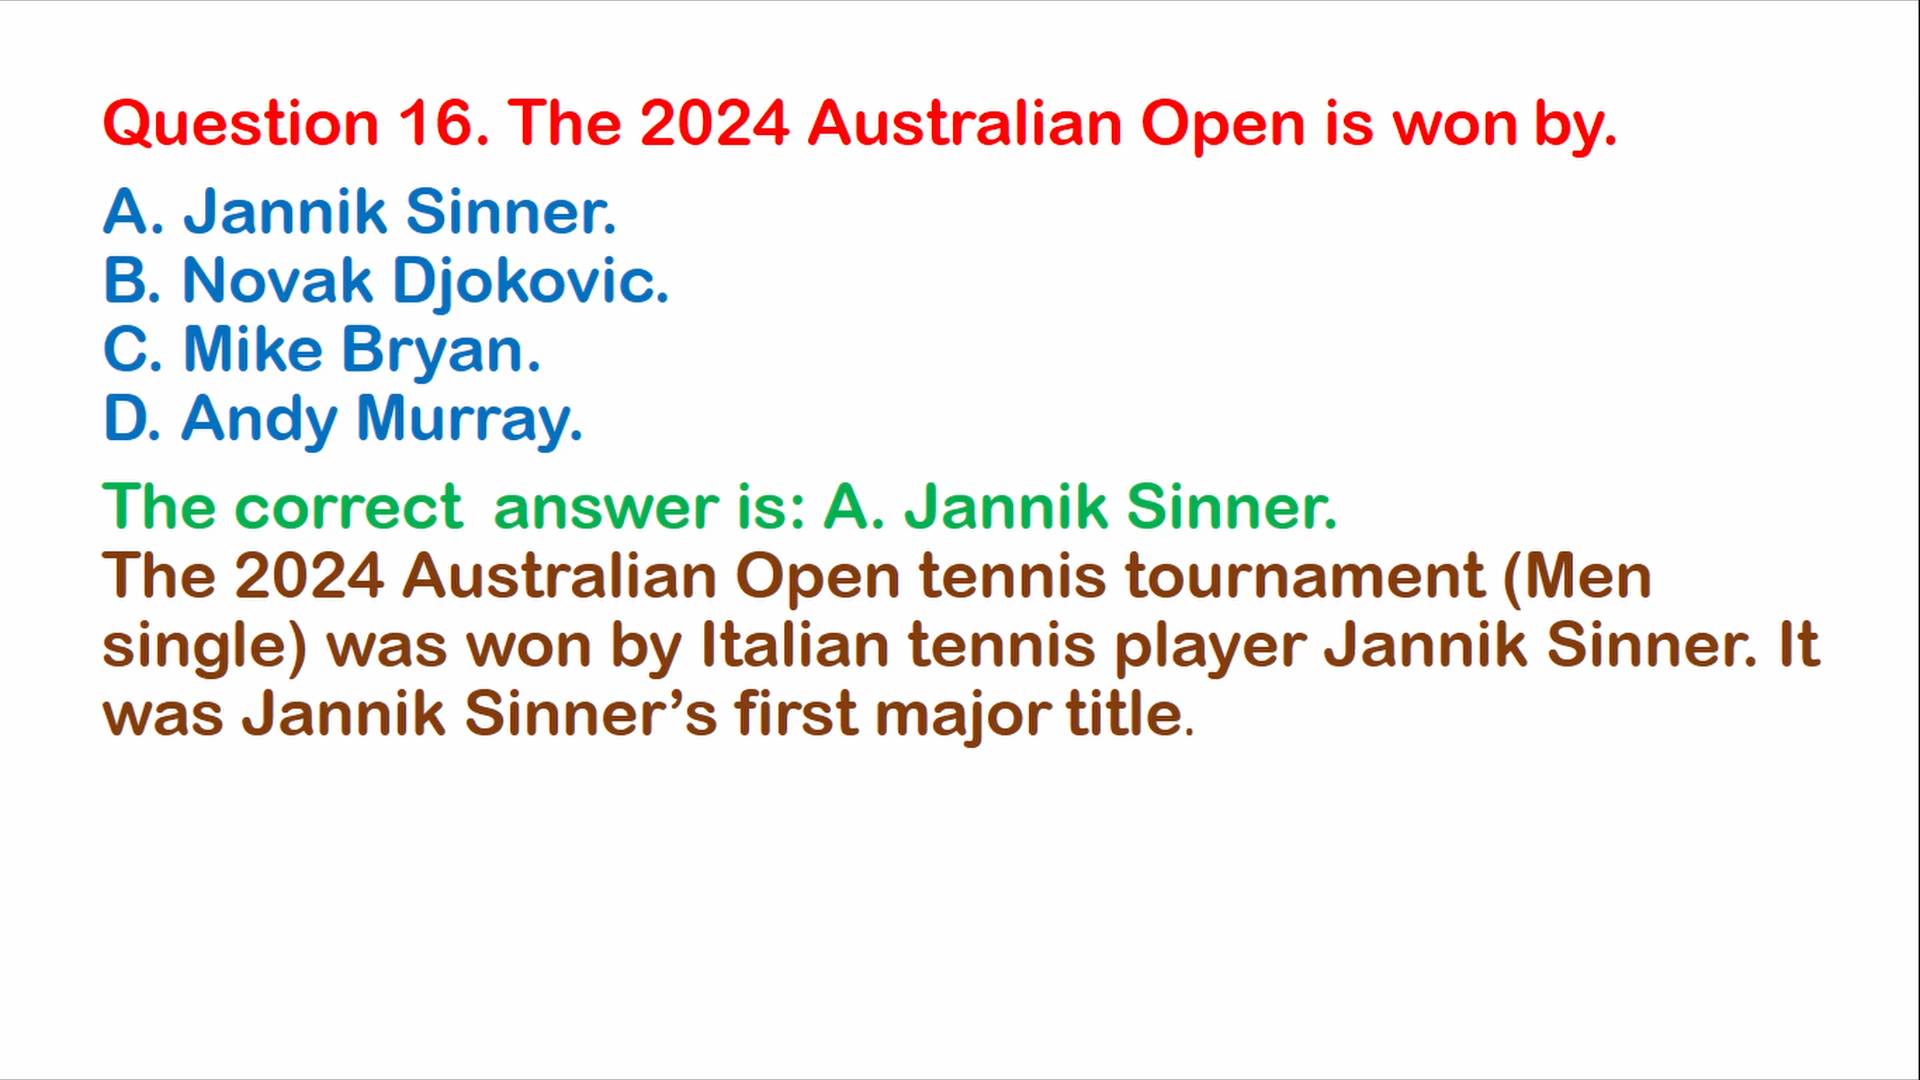 Question 16. The 2024 Australian Open is won by.
A. Jannik Sinner.
B. Novak Djokovic.
C. Mike Bryan.
D. Andy Murray.
The correct  answer is: A. Jannik Sinner.
The 2024 Australian Open tennis tournament (Men
single) was won by Italian tennis player Jannik Sinner. It
was Jannik Sinner’s first major title.